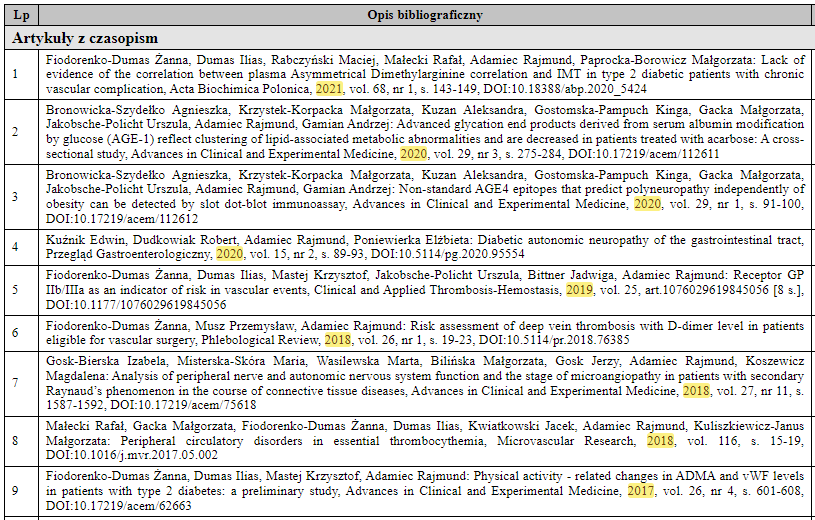 Lp Opis bibliograficzny
Artykuły z czasopism
1
Fiodorenko-Dumas Żanna, Dumas Ilias, Rabczyński Maciej, Małecki Rafał, Adamiec Rajmund, Paprocka-Borowicz Małgorzata: Lack of
evidence of the correlation between plasma Asymmetrical Dimethylarginine correlation and IMT in type 2 diabetic patients with chronic
vascular complication, Acta Biochimica Polonica, 2021, vol. 68, nr 1, s. 143-149, DOI:10.18388/abp.2020_5424
2
Bronowicka-Szydełko Agnieszka, Krzystek-Korpacka Małgorzata, Kuzan Aleksandra, Gostomska-Pampuch Kinga, Gacka Małgorzata,
Jakobsche-Policht Urszula, Adamiec Rajmund, Gamian Andrzej: Advanced glycation end products derived from serum albumin modification
by glucose (AGE-1) reflect clustering of lipid-associated metabolic abnormalities and are decreased in patients treated with acarbose: A cross-
sectional study, Advances in Clinical and Experimental Medicine, 2020, vol. 29, nr 3, s. 275-284, DOI:10.17219/acem/112611
3
Bronowicka-Szydełko Agnieszka, Krzystek-Korpacka Małgorzata, Kuzan Aleksandra, Gostomska-Pampuch Kinga, Gacka Małgorzata,
Jakobsche-Policht Urszula, Adamiec Rajmund, Gamian Andrzej: Non-standard AGE4 epitopes that predict polyneuropathy independently of
obesity can be detected by slot dot-blot immunoassay, Advances in Clinical and Experimental Medicine, 2020, vol. 29, nr 1, s. 91-100,
DOI:10.17219/acem/112612
4
Kuźnik Edwin, Dudkowiak Robert, Adamiec Rajmund, Poniewierka Elżbieta: Diabetic autonomic neuropathy of the gastrointestinal tract,
Przegląd Gastroenterologiczny, 2020, vol. 15, nr 2, s. 89-93, DOI:10.5114/pg.2020.95554
5
Fiodorenko-Dumas Żanna, Dumas Ilias, Mastej Krzysztof, Jakobsche-Policht Urszula, Bittner Jadwiga, Adamiec Rajmund: Receptor GP
IIb/IIIa as an indicator of risk in vascular events, Clinical and Applied Thrombosis-Hemostasis, 2019, vol. 25, art.1076029619845056 [8 s.],
DOI:10.1177/1076029619845056
6
Fiodorenko-Dumas Żanna, Musz Przemysław, Adamiec Rajmund: Risk assessment of deep vein thrombosis with D-dimer level in patients
eligible for vascular surgery, Phlebological Review, 2018, vol. 26, nr 1, s. 19-23, DOI:10.5114/pr.2018.76385
7
Gosk-Bierska Izabela, Misterska-Skóra Maria, Wasilewska Marta, Bilińska Małgorzata, Gosk Jerzy, Adamiec Rajmund, Koszewicz
Magdalena: Analysis of peripheral nerve and autonomic nervous system function and the stage of microangiopathy in patients with secondary
Raynaud’s phenomenon in the course of connective tissue diseases, Advances in Clinical and Experimental Medicine, 2018, vol. 27, nr 11, s.
1587-1592, DOI:10.17219/acem/75618
8
Małecki Rafał, Gacka Małgorzata, Fiodorenko-Dumas Żanna, Dumas Ilias, Kwiatkowski Jacek, Adamiec Rajmund, Kuliszkiewicz-Janus
Małgorzata: Peripheral circulatory disorders in essential thrombocythemia, Microvascular Research, 2018, vol. 116, s. 15-19,
DOI:10.1016/j.mvr.2017.05.002
9
Fiodorenko-Dumas Żanna, Dumas Ilias, Mastej Krzysztof, Adamiec Rajmund: Physical activity - related changes in ADMA and vWF levels
in patients with type 2 diabetes: a preliminary study, Advances in Clinical and Experimental Medicine, 2017, vol. 26, nr 4, s. 601-608,
DOI:10.17219/acem/62663